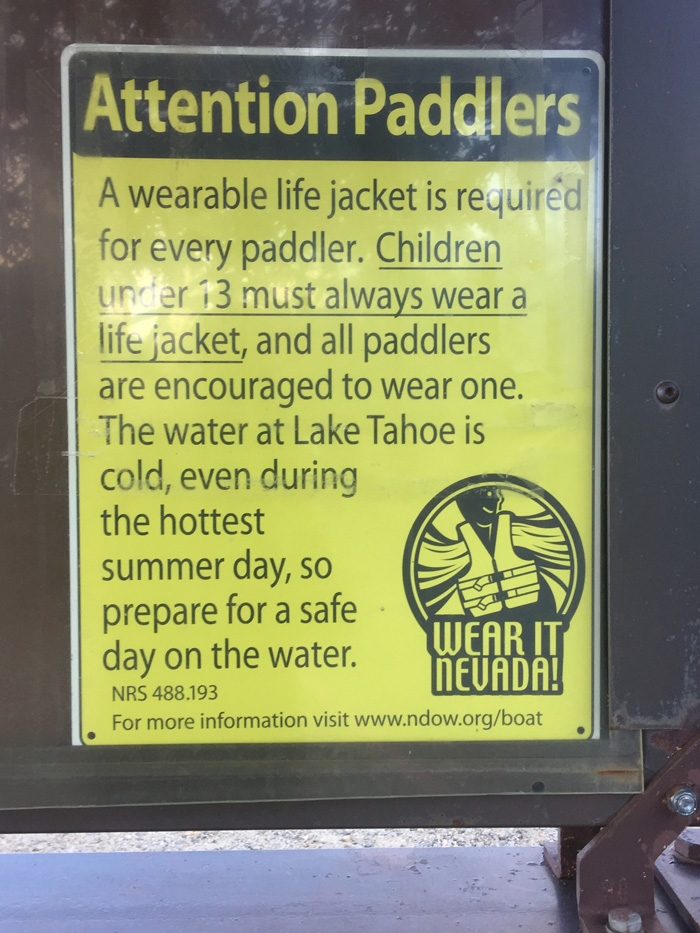 Attention Paddlers
A wearable life jacket is required
for every paddler. Children
under 13 must always wear a
life jacket, and all paddlers
are encouraged to wear one.
The water at Lake Tahoe is
cold, even during
the hottest
summer day, so
prepare for a safe
day on the water.
WEAR IT
NEVADA!
NRS 488.193
For more information visit www.ndow.org/boat